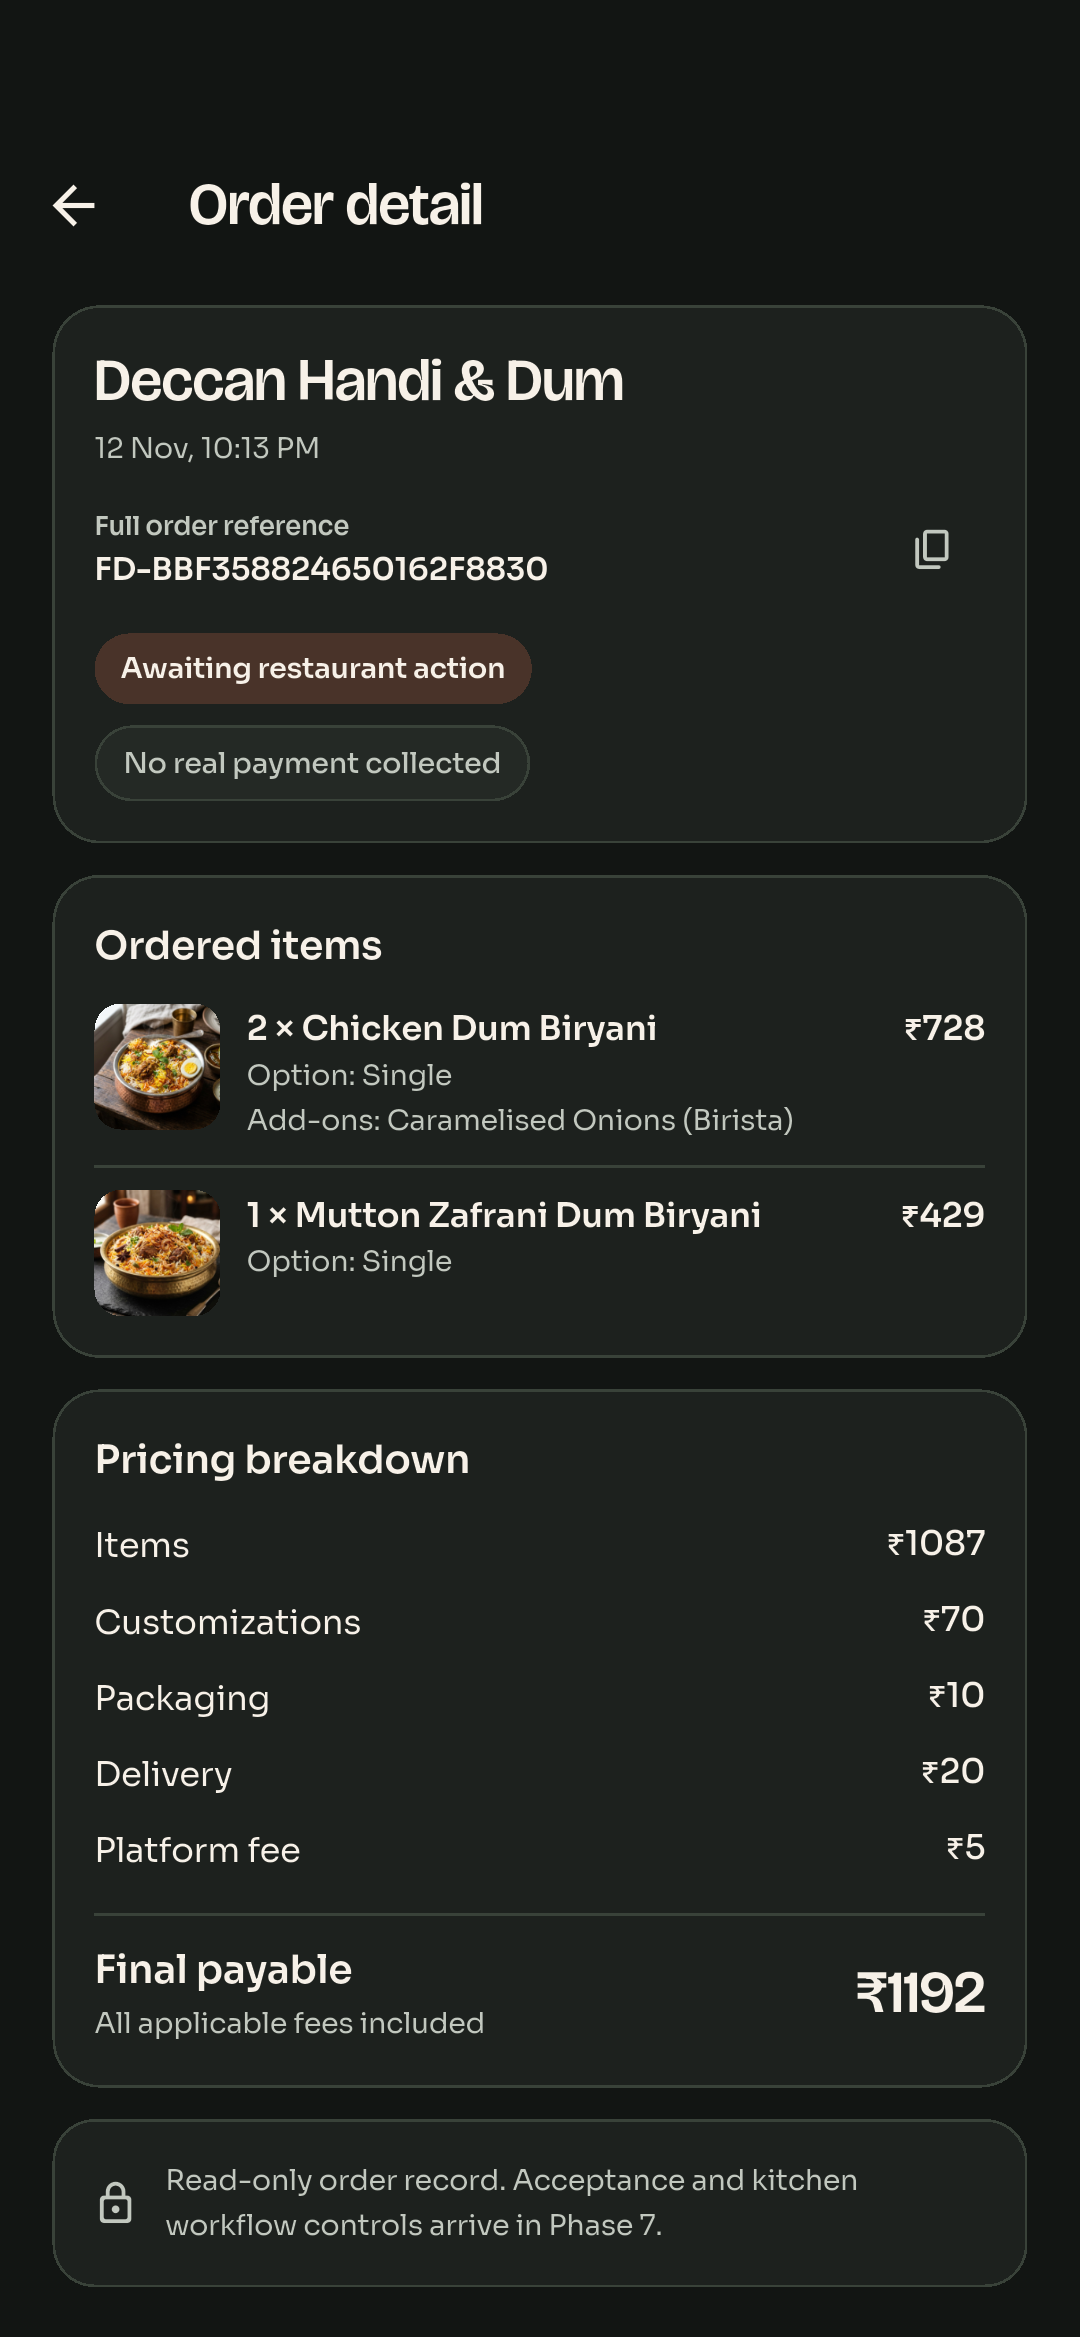 Order detail
Deccan Handi & Dum
12 Nov, 10:13 PM
Full order reference
FD-BBF358824650162F8830
Awaiting restaurant action
No real payment collected
Ordered items
2 × Chicken Dum Biryani ₹728
Option: Single
Add-ons: Caramelised Onions (Birista)
1 × Mutton Zafrani Dum Biryani ₹429
Option: Single
Pricing breakdown
Items ₹1087
Customizations ₹70
Packaging ₹10
Delivery ₹20
Platform fee ₹5
Final payable ₹1192
All applicable fees included
Read-only order record. Acceptance and kitchen
workflow controls arrive in Phase 7.